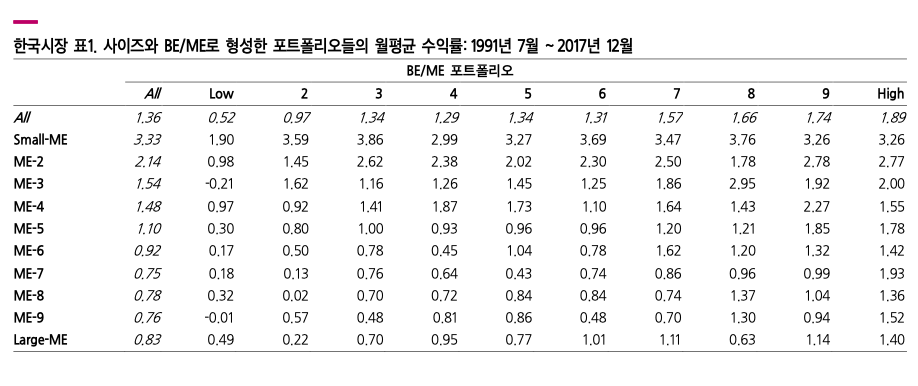 한국시장 표1. 사이즈와 BE/ME로 형성한 포트폴리오들의 월평균 수익률: 1991년 7월 ~ 2017년 12월
BE/ME 포트폴리오
All Low 2 3 4 5 6 7 8 9 High
All 1.36 0.52 0.97 1.34 1.29 1.34 1.31 1.57 1.66 1.74 1.89
Small-ME 3.33 1.90 3.59 3.86 2.99 3.27 3.69 3.47 3.76 3.26 3.26
ME-2 2.14 0.98 1.45 2.62 2.38 2.02 2.30 2.50 1.78 2.78 2.77
ME-3 1.54 -0.21 1.62 1.16 1.26 1.45 1.25 1.86 2.95 1.92 2.00
ME-4 1.48 0.97 0.92 1.41 1.87 1.73 1.10 1.64 1.43 2.27 1.55
ME-5 1.10 0.30 0.80 1.00 0.93 0.96 0.96 1.20 1.21 1.85 1.78
ME-6 0.92 0.17 0.50 0.78 0.45 1.04 0.78 1.62 1.20 1.32 1.42
ME-7 0.75 0.18 0.13 0.76 0.64 0.43 0.74 0.86 0.96 0.99 1.93
ME-8 0.78 0.32 0.02 0.70 0.72 0.84 0.84 0.74 1.37 1.04 1.36
ME-9 0.76 -0.01 0.57 0.48 0.81 0.86 0.48 0.70 1.30 0.94 1.52
Large-ME 0.83 0.49 0.22 0.70 0.95 0.77 1.01 1.11 0.63 1.14 1.40